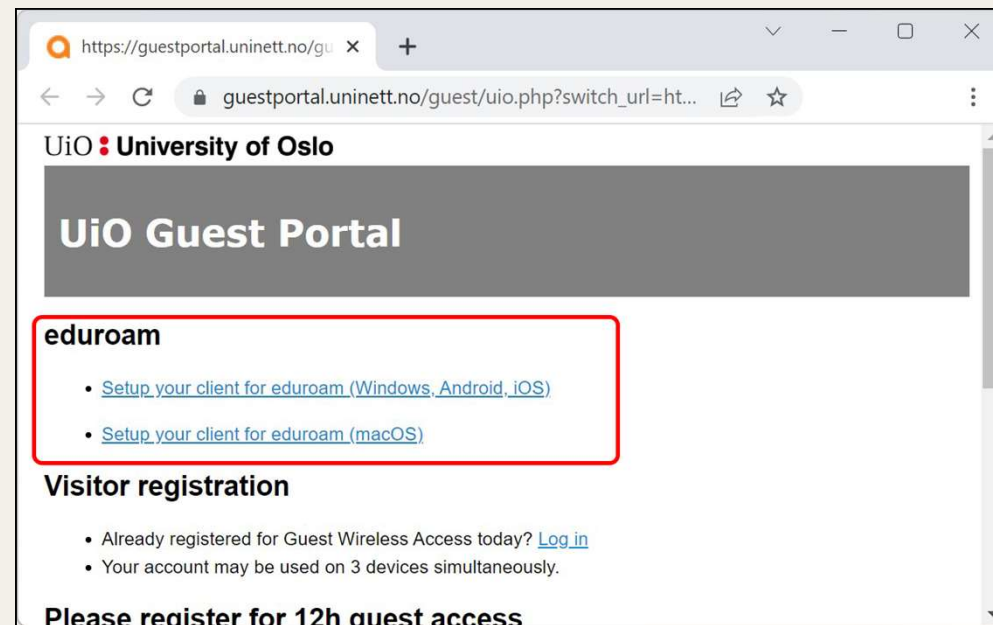 https://guestportal.uninett.no/gu
guestportal.uninett.no/guest/uio.php?switch_url=ht...
UiO : University of Oslo
UiO Guest Portal
eduroam
• Setup your client for eduroam (Windows, Android, iOS)
• Setup your client for eduroam (macOS)
Visitor registration
• Already registered for Guest Wireless Access today? Log in
• Your account may be used on 3 devices simultaneously.
Please register for 12h guest access